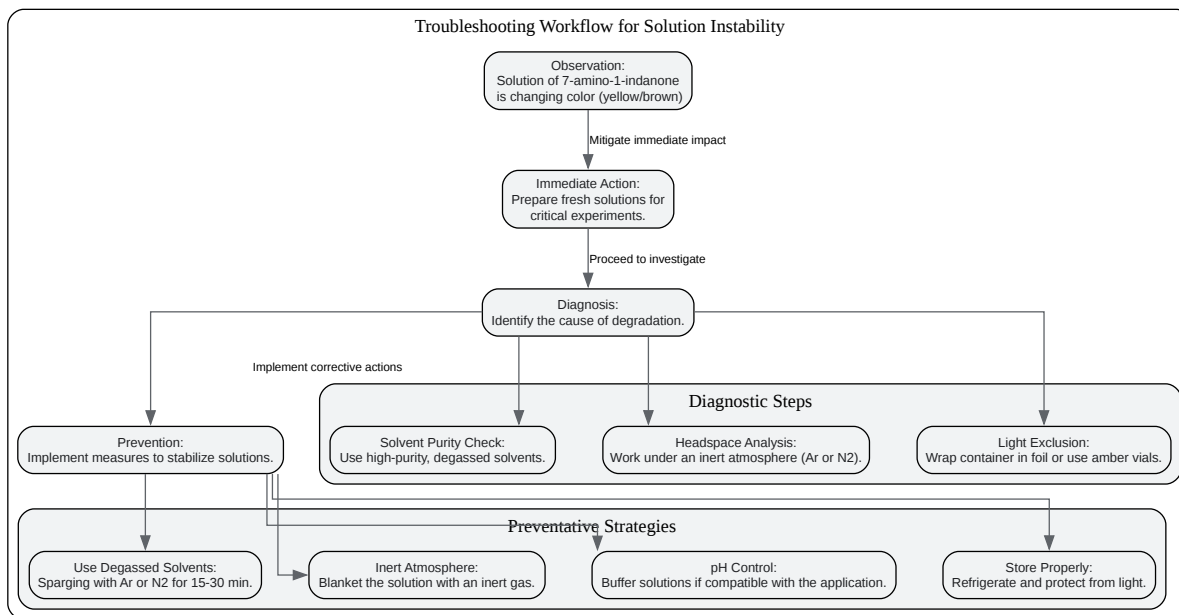 Troubleshooting Workflow for Solution Instability
Observation:
Solution of 7-amino-1-indanone
is changing color (yellow/brown)
Mitigate immediate impact
Immediate Action:
Prepare fresh solutions for
critical experiments.
Proceed to investigate
Diagnosis:
Identify the cause of degradation.
Implement corrective actions
Diagnostic Steps
Prevention:
Implement measures to stabilize solutions.
Solvent Purity Check:
Use high-purity, degassed solvents.
Headspace Analysis:
Work under an inert atmosphere (Ar or N2).
Light Exclusion:
Wrap container in foil or use amber vials.
Preventative Strategies
Use Degassed Solvents:
Sparging with Ar or N2 for 15-30 min.
Inert Atmosphere:
Blanket the solution with an inert gas.
pH Control:
Buffer solutions if compatible with the application.
Store Properly:
Refrigerate and protect from light.